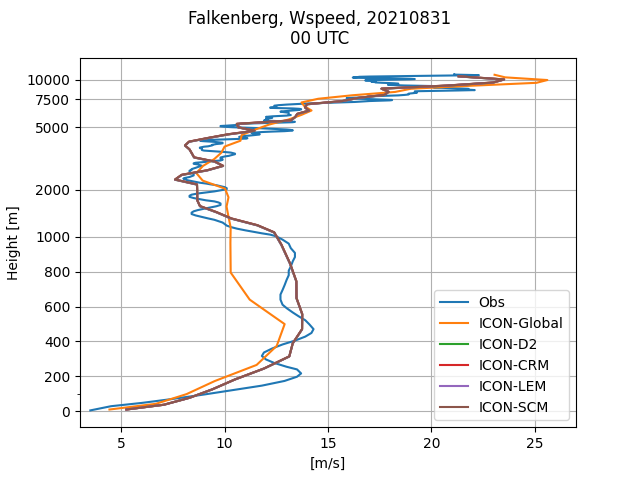 Falkenberg, Wspeed, 20210831
00 UTC
10000
7500
5000
2000
1000
800
600
400
200
0
Height [m]
Obs
ICON-Global
ICON-D2
ICON-CRM
ICON-LEM
ICON-SCM
5 10 15 20 25
[m/s]